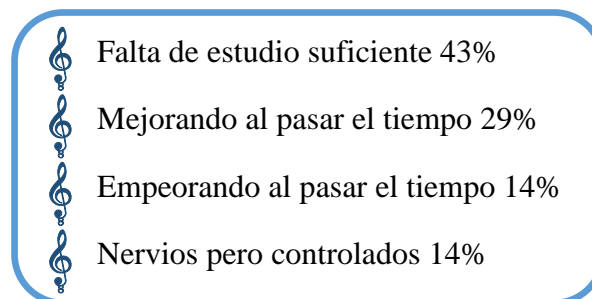 Falta de estudio suficiente 43%
Mejorando al pasar el tiempo 29%
Empeorando al pasar el tiempo 14%
Nervios pero controlados 14%